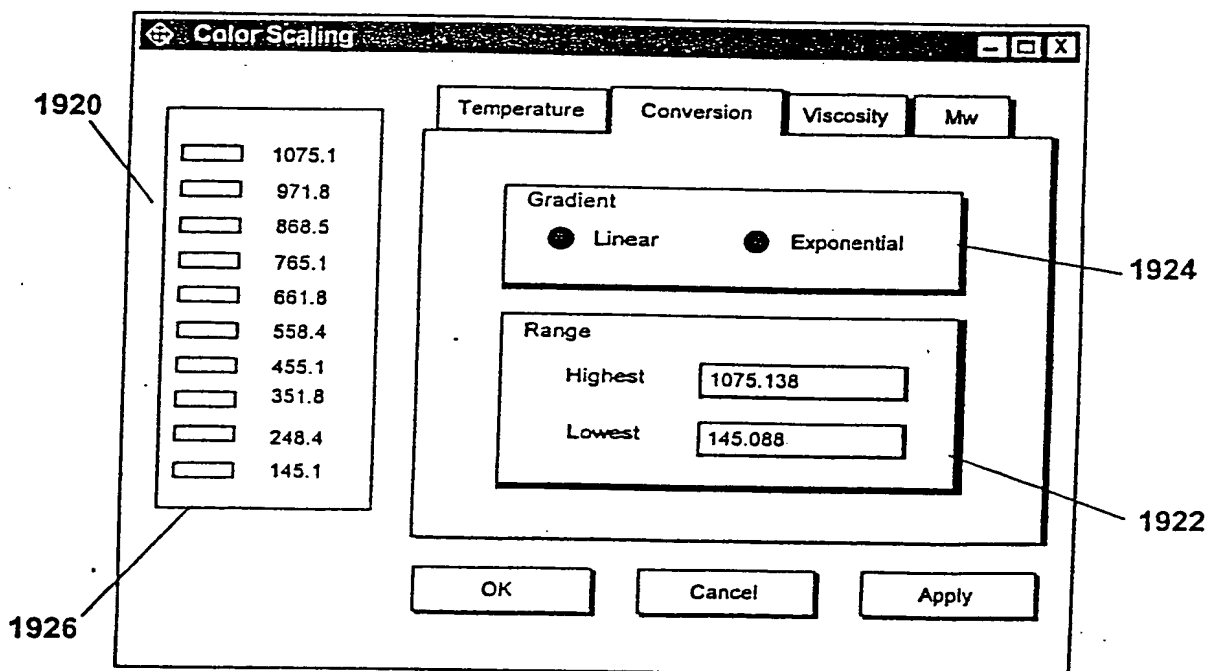 Color Scaling
X
1920
1075.1
971.8
868.5
765.1
661.8
558.4
455.1
351.8
248.4
145.1
1926
Temperature Conversion Viscosity Mw
Gradient
Linear Exponential
1924
Range
Highest 1075.138
Lowest 145.088
1922
OK Cancel Apply